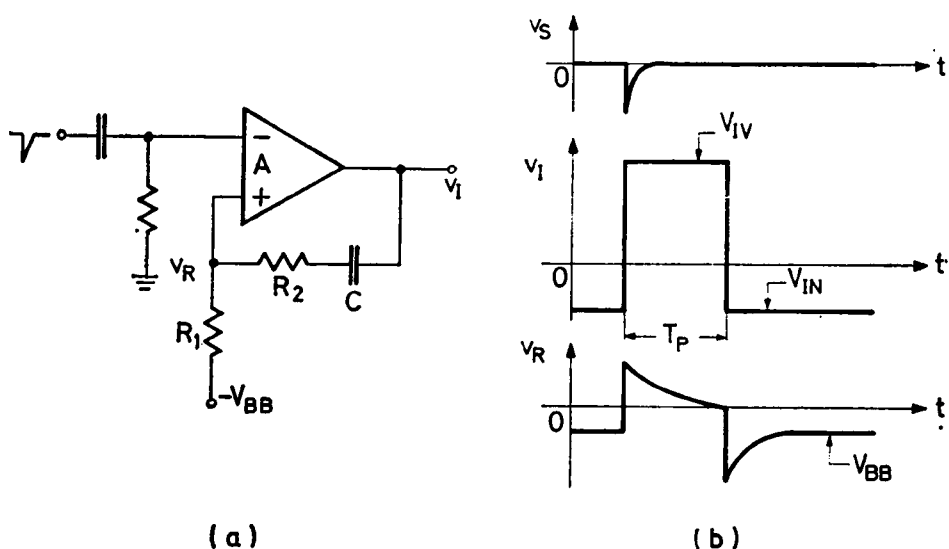 A
−
+
v_I
v_R
R_2
C
R_1
-V_BB
(a)
v_S
0
t
V_IV
v_I
0
t
V_IN
T_P
v_R
0
t
V_BB
(b)